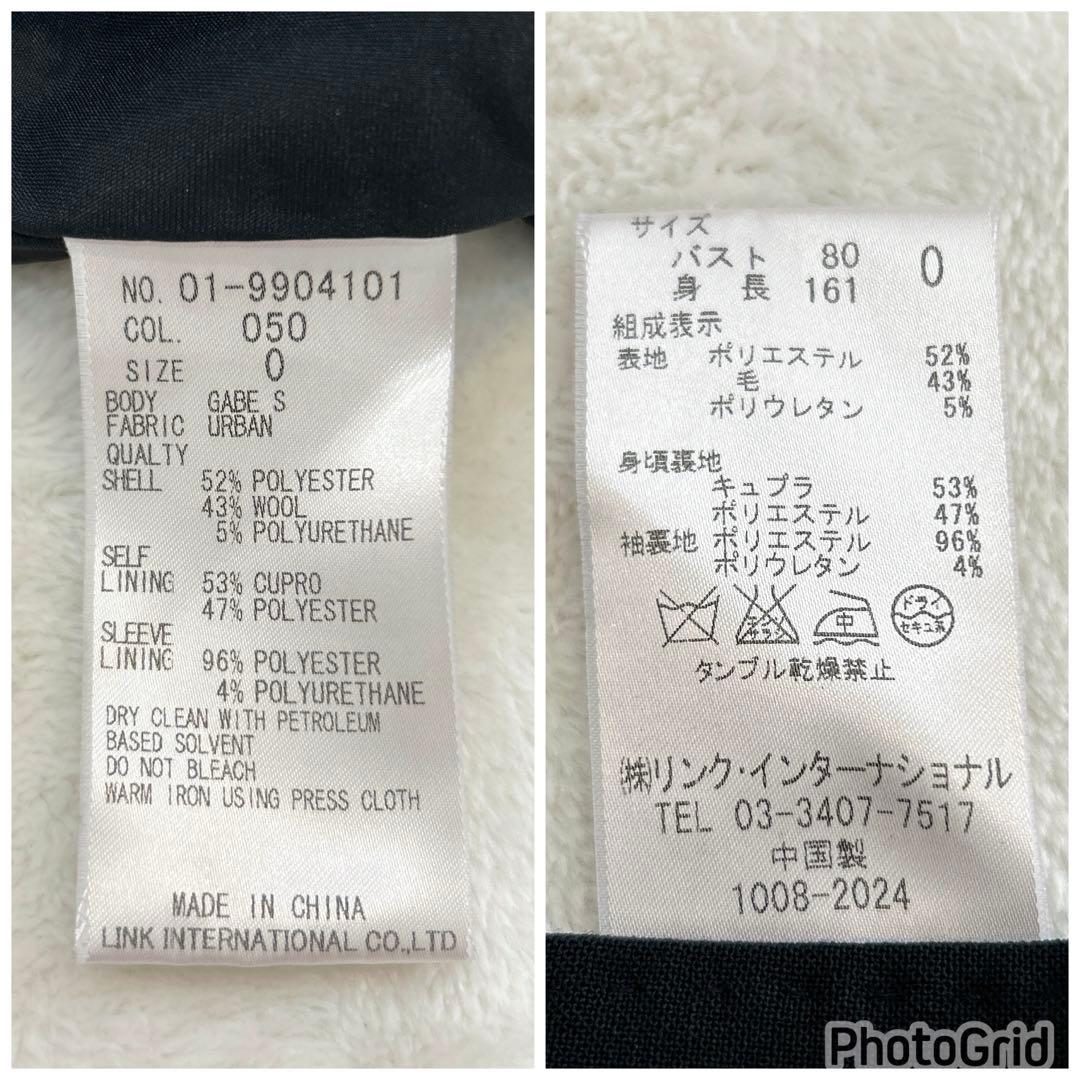 NO. 01-9904101
COL. 050
SIZE 0
BODY GABE S
FABRIC URBAN
QUALTY
SHELL 52% POLYESTER
43% WOOL
5% POLYURETHANE
SELF
LINING 53% CUPRO
47% POLYESTER
SLEEVE
LINING 96% POLYESTER
4% POLYURETHANE
DRY CLEAN WITH PETROLEUM
BASED SOLVENT
DO NOT BLEACH
WARM IRON USING PRESS CLOTH
MADE IN CHINA
LINK INTERNATIONAL CO.,LTD
サイズ
バスト 80 0
身長 161
組成表示
表地 ポリエステル 52%
毛 43%
ポリウレタン 5%
身頃裏地
キュプラ 53%
ポリエステル 47%
袖裏地 ポリエステル 96%
ポリウレタン 4%
エンソサラシ 中 ドライ
セキユ系
タンブル乾燥禁止
(株)リンク・インターナショナル
TEL 03-3407-7517
中国製
1008-2024
PhotoGrid